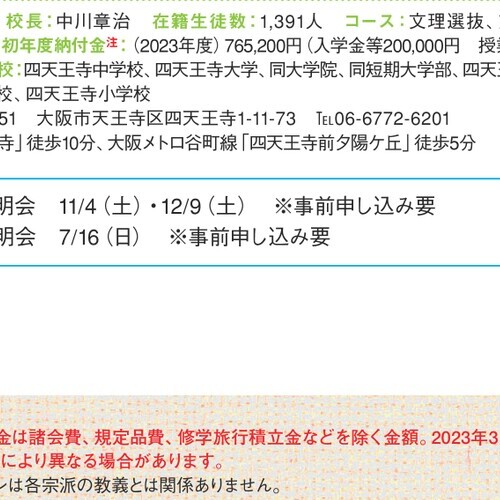 校長：中川章治　在籍生徒数：1,391人　コース：文理選抜、
初年度納付金注：（2023年度）765,200円（入学金等200,000円　授
校：四天王寺中学校、四天王寺大学、同大学院、同短期大学部、四天
校、四天王寺小学校
51　大阪市天王寺区四天王寺1-11-73　℡06-6772-6201
寺」徒歩10分、大阪メトロ谷町線「四天王寺前夕陽ケ丘」徒歩5分
明会　11/4（土）・12/9（土）　※事前申し込み要
明会　7/16（日）　※事前申し込み要
金は諸会費、規定品費、修学旅行積立金などを除く金額。2023年3
により異なる場合があります。
ンは各宗派の教義とは関係ありません。